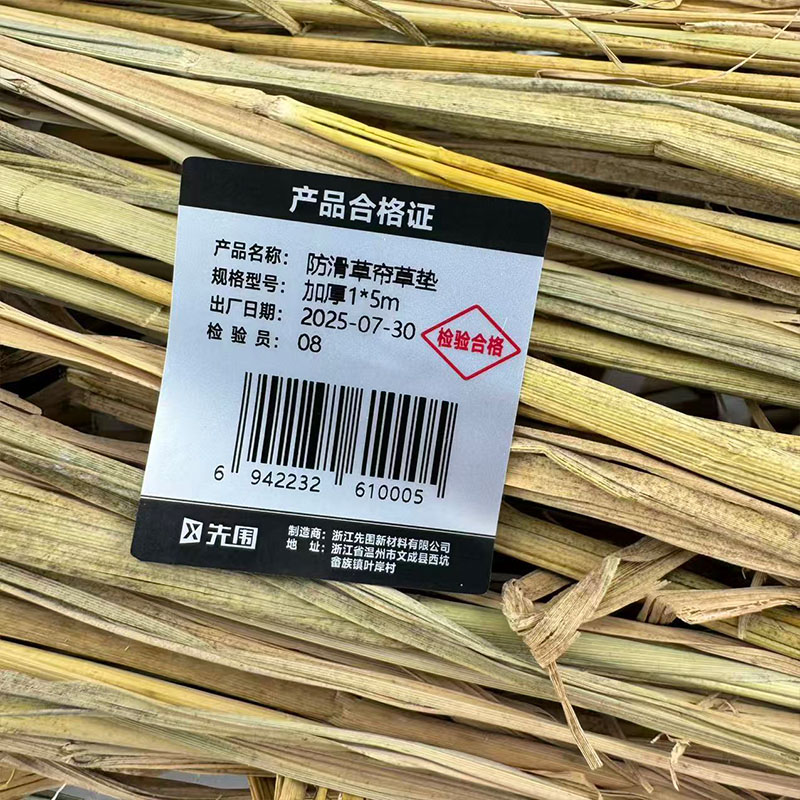 产品合格证
产品名称: 防滑草帘草垫
规格型号: 加厚1*5m
出厂日期: 2025-07-30
检验员: 08
检验合格
6 942232 610005
先围
制造商: 浙江先围新材料有限公司
地址: 浙江省温州市文成县西坑
畲族镇叶岸村